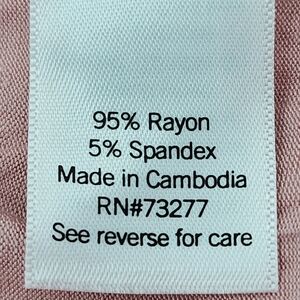 95% Rayon
5% Spandex
Made in Cambodia
RN#73277
See reverse for care